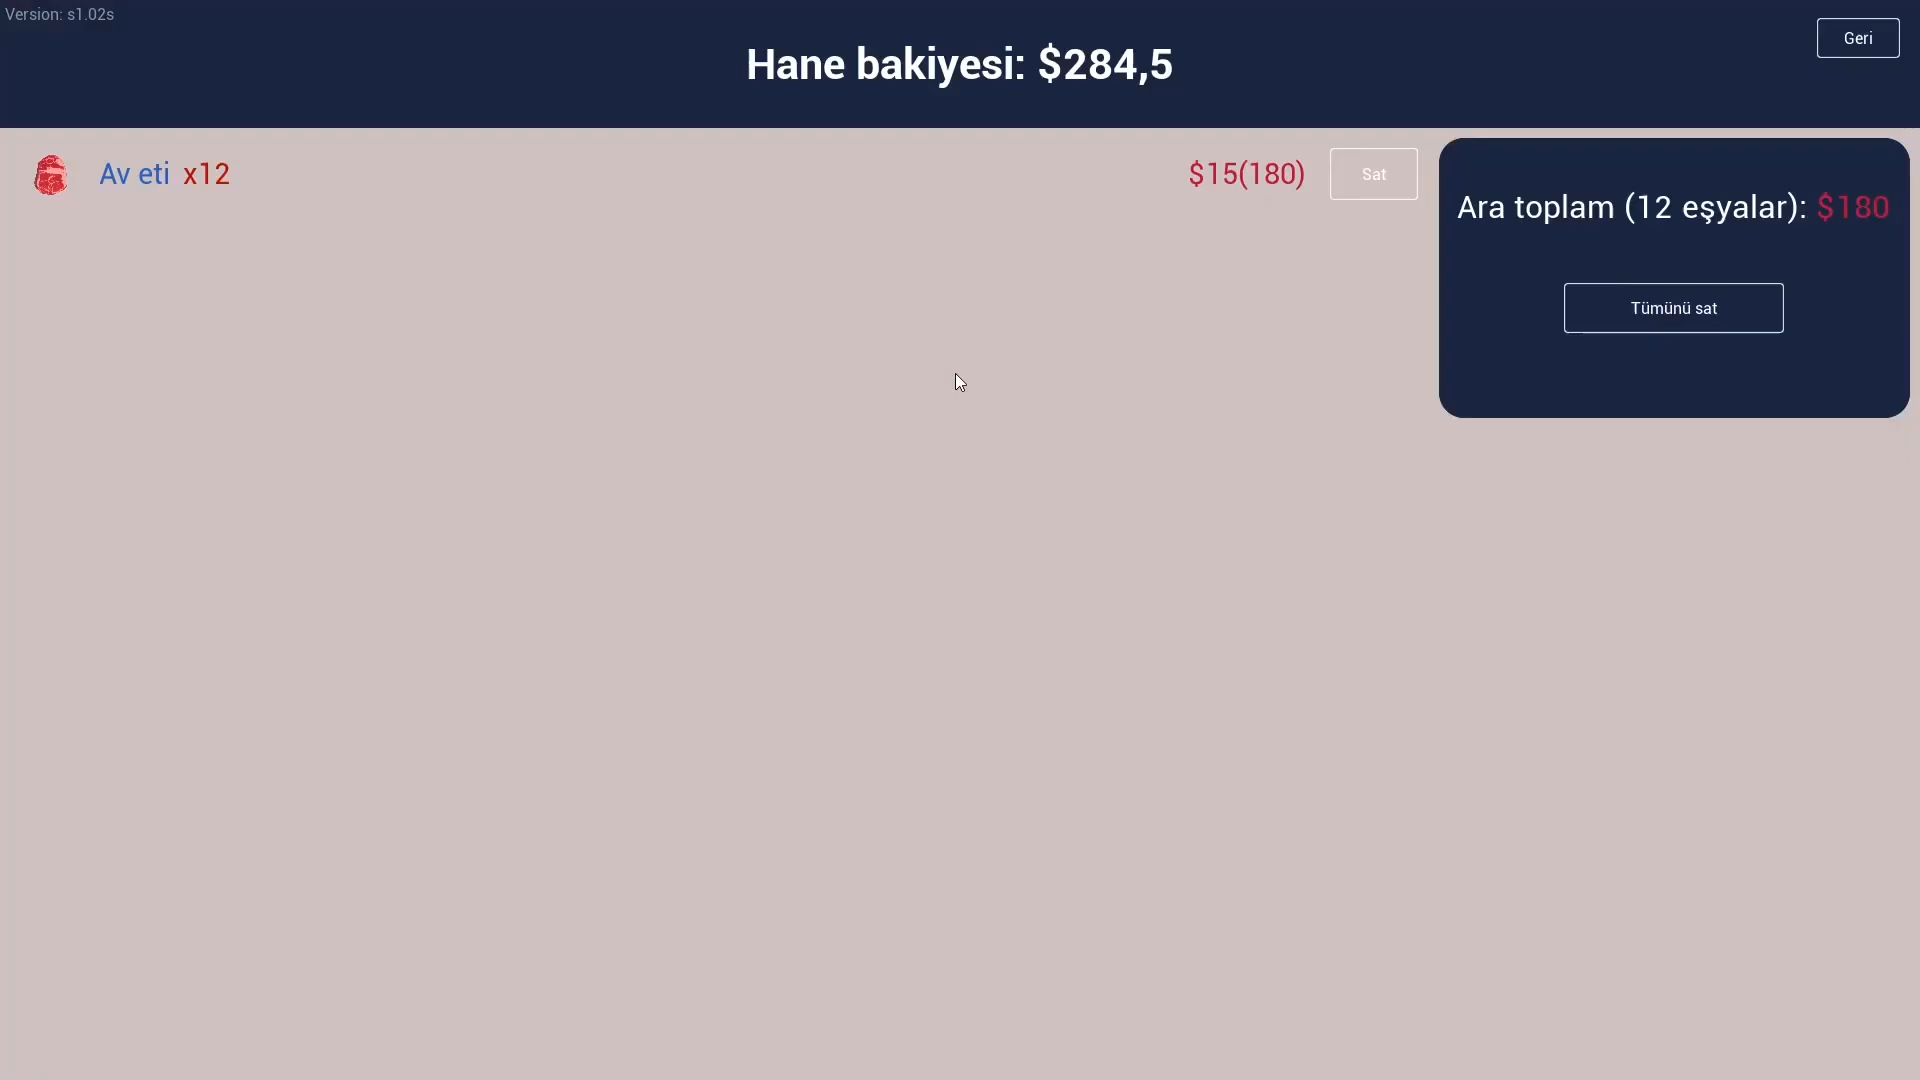 Version: s1.02s
Hane bakiyesi: $284,5
Geri
Av eti x12
$15(180)
Sat
Ara toplam (12 eşyalar): $180
Tümünü sat